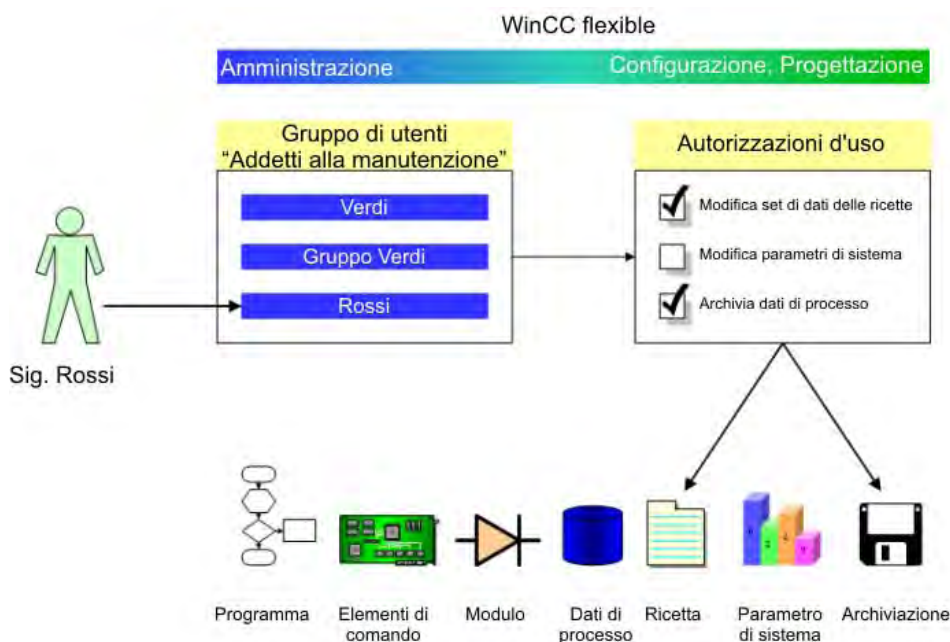 WinCC flexible
Amministrazione
Configurazione, Progettazione
Gruppo di utenti
“Addetti alla manutenzione”
Verdi
Gruppo Verdi
Rossi
Autorizzazioni d'uso
Modifica set di dati delle ricette
Modifica parametri di sistema
Archivia dati di processo
Sig. Rossi
Programma
Elementi di
comando
Modulo
Dati di
processo
Ricetta
Parametro
di sistema
Archiviazione